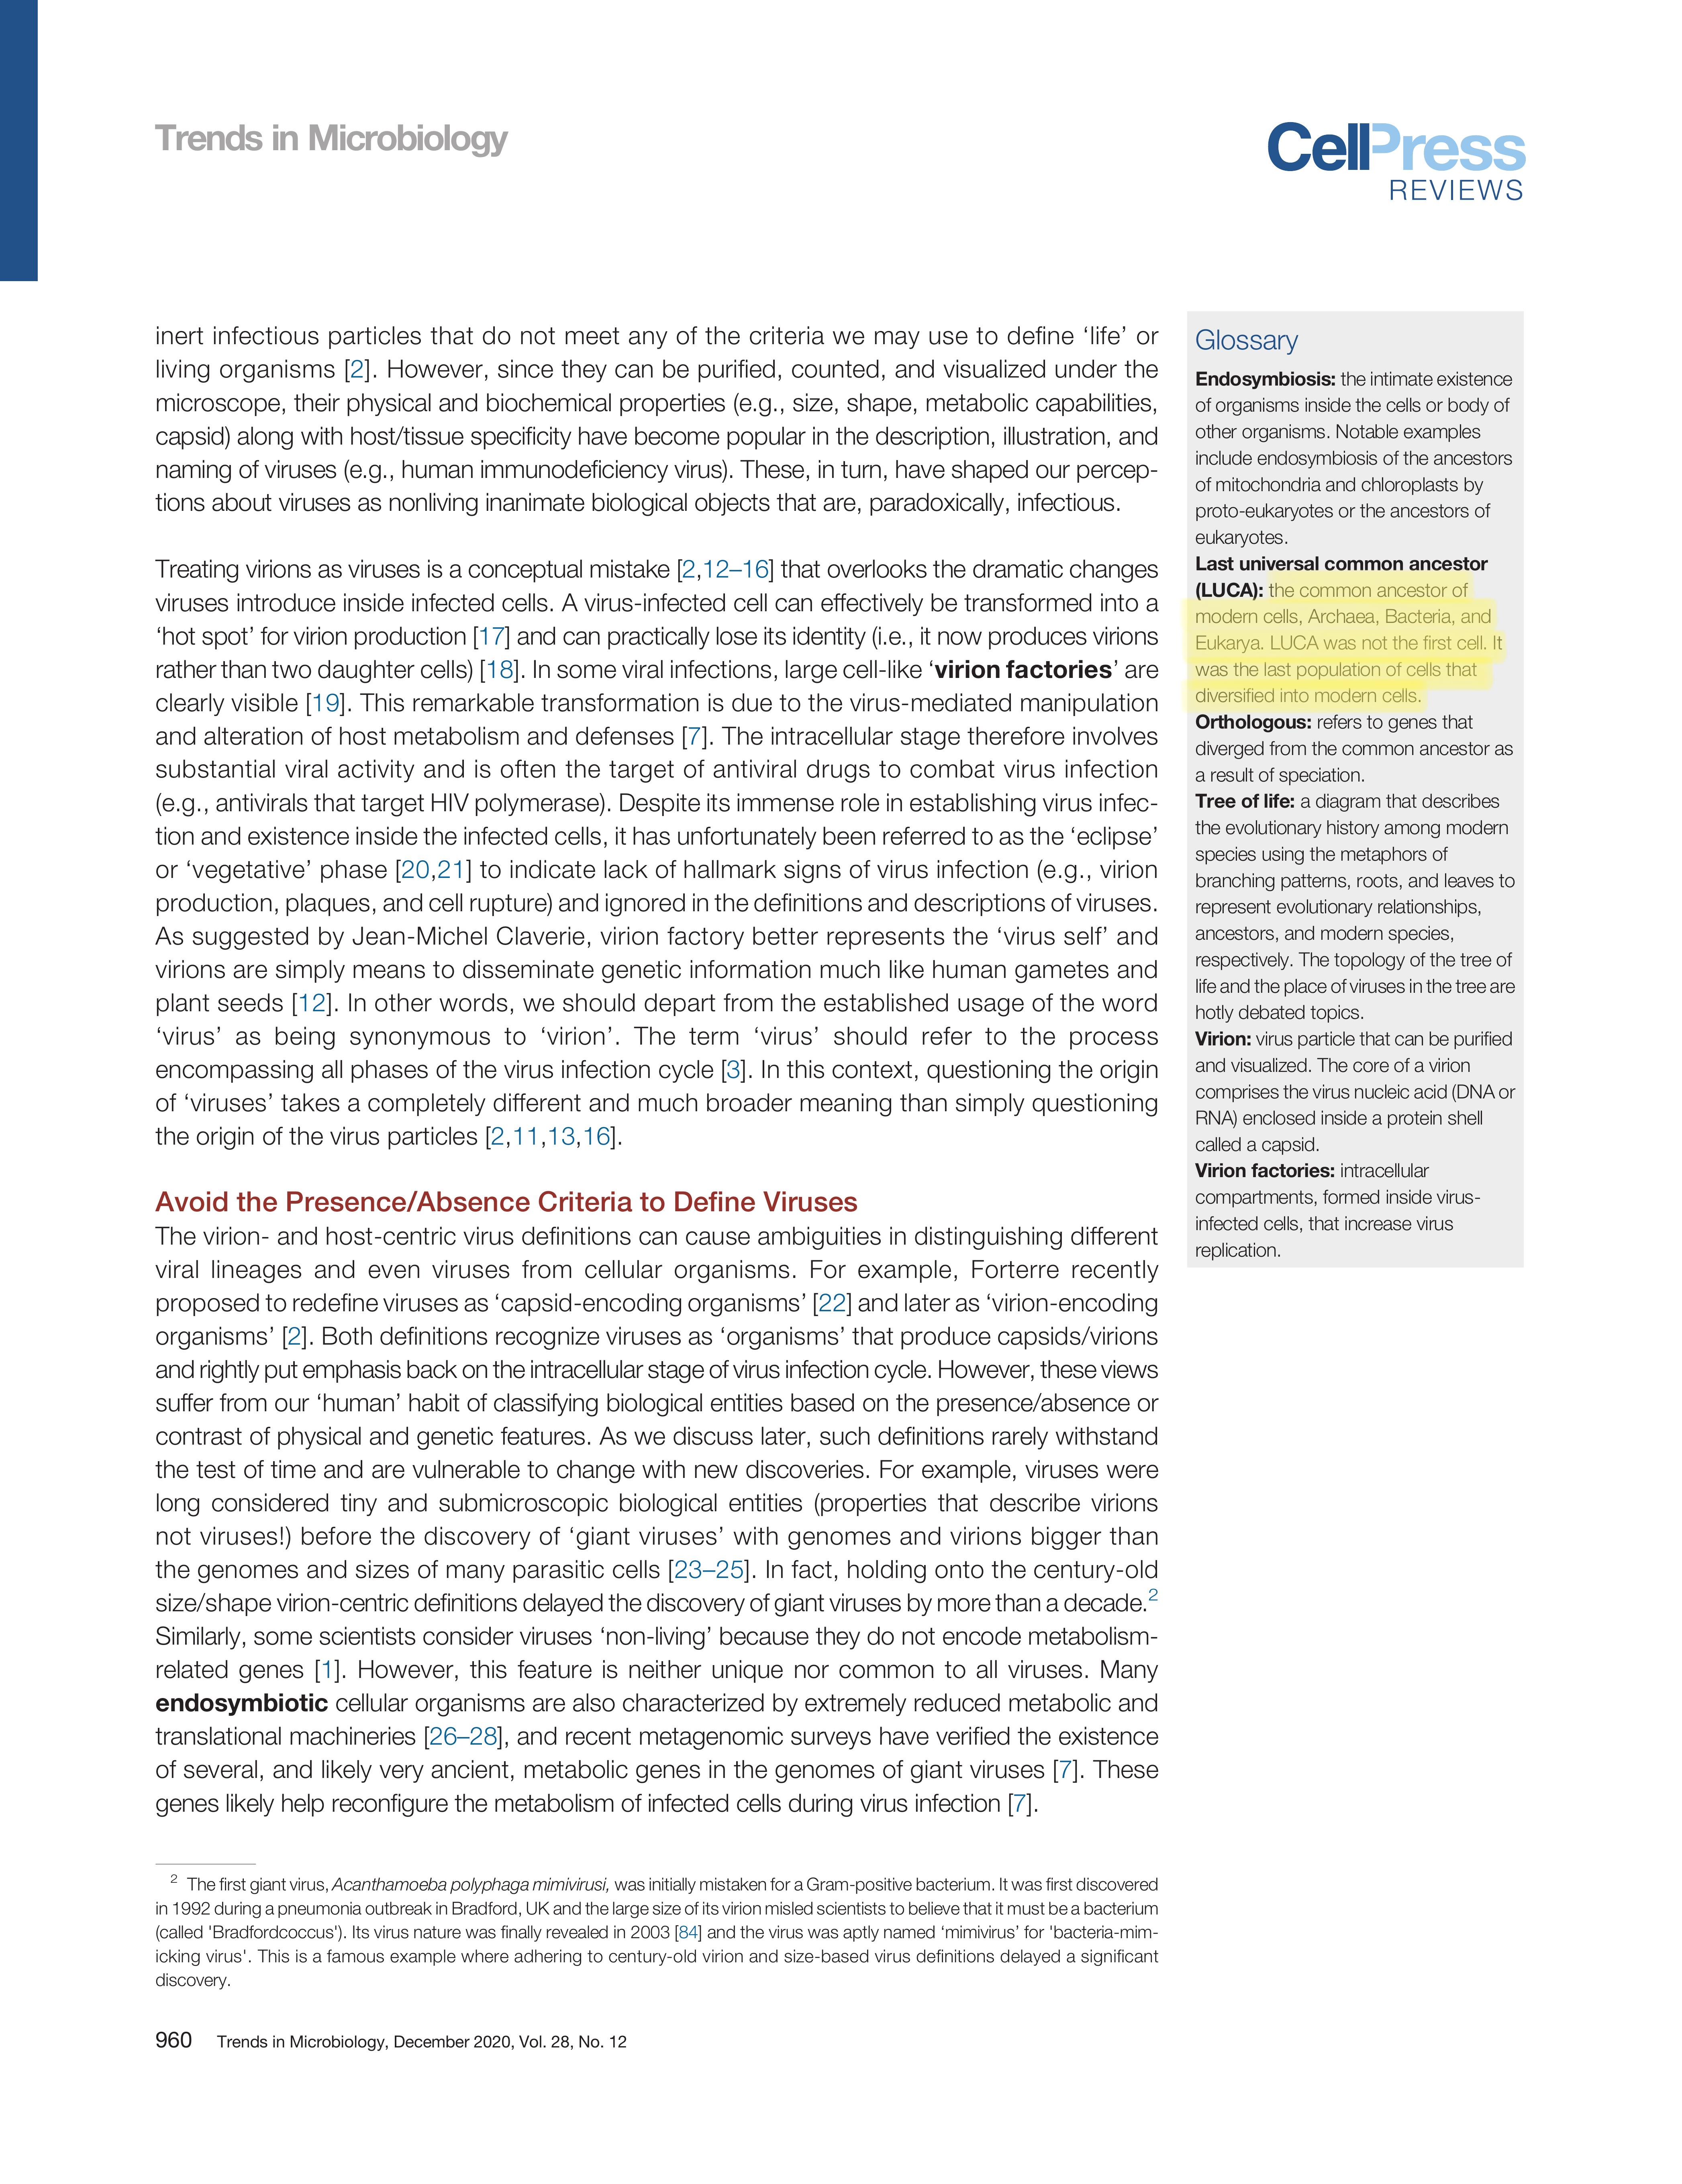 Trends in Microbiology
CellPress
REVIEWS
inert infectious particles that do not meet any of the criteria we may use to define ‘life’ or
living organisms [2]. However, since they can be purified, counted, and visualized under the
microscope, their physical and biochemical properties (e.g., size, shape, metabolic capabilities,
capsid) along with host/tissue specificity have become popular in the description, illustration, and
naming of viruses (e.g., human immunodeficiency virus). These, in turn, have shaped our percep-
tions about viruses as nonliving inanimate biological objects that are, paradoxically, infectious.
Treating virions as viruses is a conceptual mistake [2,12–16] that overlooks the dramatic changes
viruses introduce inside infected cells. A virus-infected cell can effectively be transformed into a
‘hot spot’ for virion production [17] and can practically lose its identity (i.e., it now produces virions
rather than two daughter cells) [18]. In some viral infections, large cell-like ‘virion factories’ are
clearly visible [19]. This remarkable transformation is due to the virus-mediated manipulation
and alteration of host metabolism and defenses [7]. The intracellular stage therefore involves
substantial viral activity and is often the target of antiviral drugs to combat virus infection
(e.g., antivirals that target HIV polymerase). Despite its immense role in establishing virus infec-
tion and existence inside the infected cells, it has unfortunately been referred to as the ‘eclipse’
or ‘vegetative’ phase [20,21] to indicate lack of hallmark signs of virus infection (e.g., virion
production, plaques, and cell rupture) and ignored in the definitions and descriptions of viruses.
As suggested by Jean-Michel Claverie, virion factory better represents the ‘virus self’ and
virions are simply means to disseminate genetic information much like human gametes and
plant seeds [12]. In other words, we should depart from the established usage of the word
‘virus’ as being synonymous to ‘virion’. The term ‘virus’ should refer to the process
encompassing all phases of the virus infection cycle [3]. In this context, questioning the origin
of ‘viruses’ takes a completely different and much broader meaning than simply questioning
the origin of the virus particles [2,11,13,16].
Avoid the Presence/Absence Criteria to Define Viruses
The virion- and host-centric virus definitions can cause ambiguities in distinguishing different
viral lineages and even viruses from cellular organisms. For example, Forterre recently
proposed to redefine viruses as ‘capsid-encoding organisms’ [22] and later as ‘virion-encoding
organisms’ [2]. Both definitions recognize viruses as ‘organisms’ that produce capsids/virions
and rightly put emphasis back on the intracellular stage of virus infection cycle. However, these views
suffer from our ‘human’ habit of classifying biological entities based on the presence/absence or
contrast of physical and genetic features. As we discuss later, such definitions rarely withstand
the test of time and are vulnerable to change with new discoveries. For example, viruses were
long considered tiny and submicroscopic biological entities (properties that describe virions
not viruses!) before the discovery of ‘giant viruses’ with genomes and virions bigger than
the genomes and sizes of many parasitic cells [23–25]. In fact, holding onto the century-old
size/shape virion-centric definitions delayed the discovery of giant viruses by more than a decade.2
Similarly, some scientists consider viruses ‘non-living’ because they do not encode metabolism-
related genes [1]. However, this feature is neither unique nor common to all viruses. Many
endosymbiotic cellular organisms are also characterized by extremely reduced metabolic and
translational machineries [26–28], and recent metagenomic surveys have verified the existence
of several, and likely very ancient, metabolic genes in the genomes of giant viruses [7]. These
genes likely help reconfigure the metabolism of infected cells during virus infection [7].
Glossary
Endosymbiosis: the intimate existence
of organisms inside the cells or body of
other organisms. Notable examples
include endosymbiosis of the ancestors
of mitochondria and chloroplasts by
proto-eukaryotes or the ancestors of
eukaryotes.
Last universal common ancestor
(LUCA): the common ancestor of
modern cells, Archaea, Bacteria, and
Eukarya. LUCA was not the first cell. It
was the last population of cells that
diversified into modern cells.
Orthologous: refers to genes that
diverged from the common ancestor as
a result of speciation.
Tree of life: a diagram that describes
the evolutionary history among modern
species using the metaphors of
branching patterns, roots, and leaves to
represent evolutionary relationships,
ancestors, and modern species,
respectively. The topology of the tree of
life and the place of viruses in the tree are
hotly debated topics.
Virion: virus particle that can be purified
and visualized. The core of a virion
comprises the virus nucleic acid (DNA or
RNA) enclosed inside a protein shell
called a capsid.
Virion factories: intracellular
compartments, formed inside virus-
infected cells, that increase virus
replication.
2 The first giant virus, Acanthamoeba polyphaga mimivirusi, was initially mistaken for a Gram-positive bacterium. It was first discovered
in 1992 during a pneumonia outbreak in Bradford, UK and the large size of its virion misled scientists to believe that it must be a bacterium
(called 'Bradfordcoccus'). Its virus nature was finally revealed in 2003 [84] and the virus was aptly named ‘mimivirus’ for 'bacteria-mim-
icking virus'. This is a famous example where adhering to century-old virion and size-based virus definitions delayed a significant
discovery.
960 Trends in Microbiology, December 2020, Vol. 28, No. 12